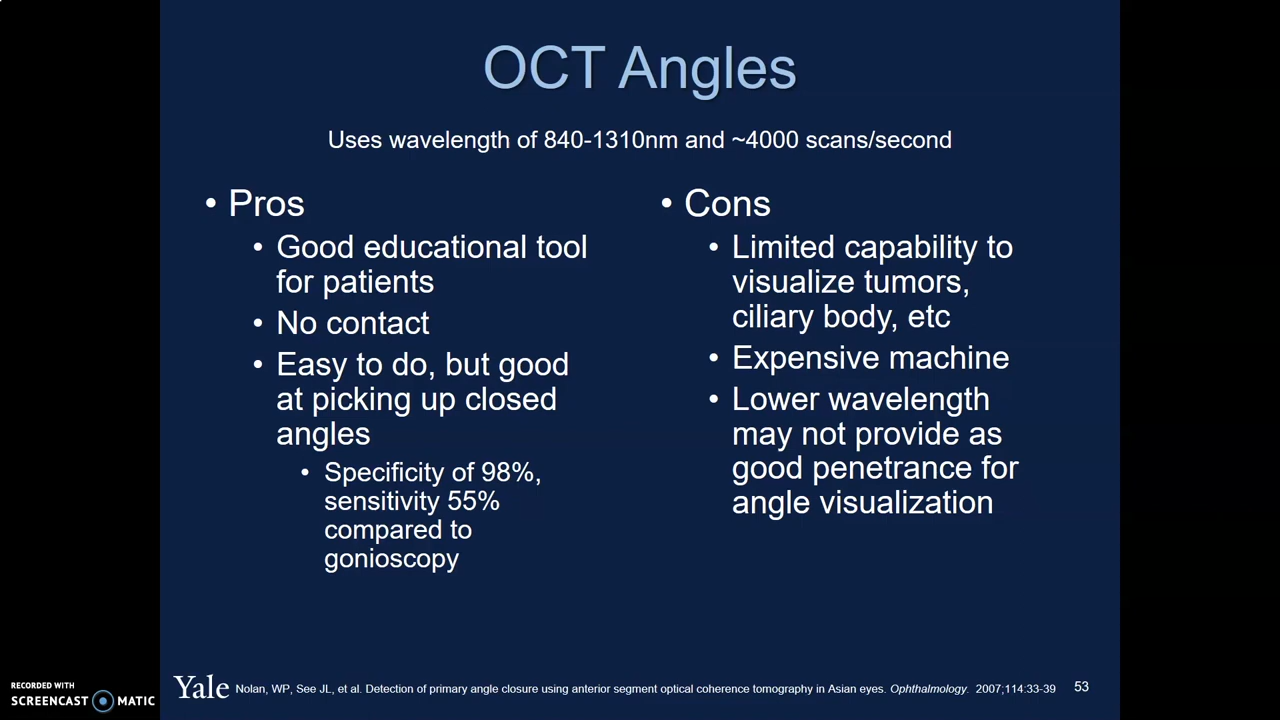 OCT Angles
Uses wavelength of 840-1310nm and ~4000 scans/second
• Pros
• Good educational tool
for patients
• No contact
• Easy to do, but good
at picking up closed
angles
• Specificity of 98%,
sensitivity 55%
compared to
gonioscopy
• Cons
• Limited capability to
visualize tumors,
ciliary body, etc
• Expensive machine
• Lower wavelength
may not provide as
good penetrance for
angle visualization
RECORDED WITH
SCREENCAST MATIC
Yale
Nolan, WP, See JL, et al. Detection of primary angle closure using anterior segment optical coherence tomography in Asian eyes. Ophthalmology. 2007;114:33-39
53